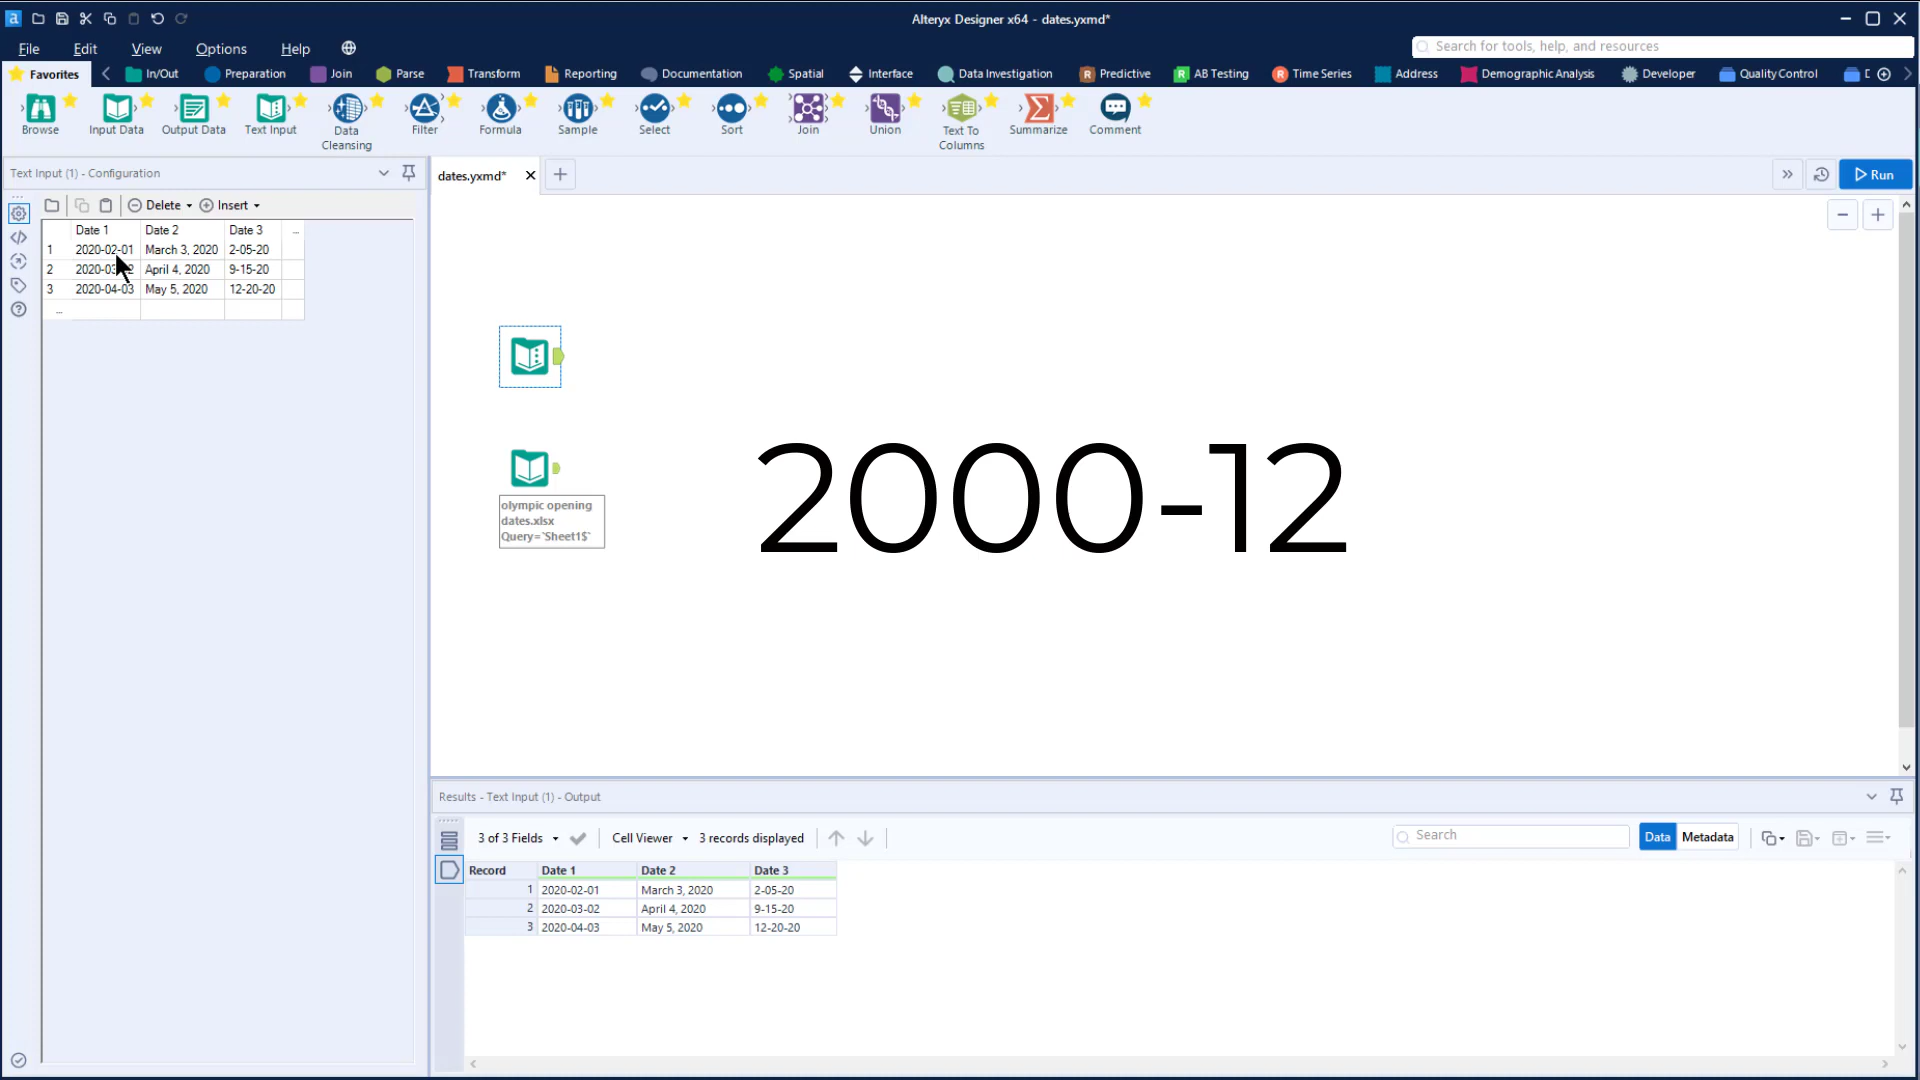 Alteryx Designer x64 - dates.yxmd*
File Edit View Options Help
Search for tools, help, and resources
Favorites In/Out Preparation Join Parse Transform Reporting Documentation Spatial Interface Data Investigation Predictive AB Testing Time Series Address Demographic Analysis Developer Quality Control
Browse Input Data Output Data Text Input Data Cleansing Filter Formula Sample Select Sort Join Union Text To Columns Summarize Comment
Text Input (1) - Configuration
dates.yxmd*
Run
Delete Insert
Date 1 Date 2 Date 3 ...
1 2020-02-01 March 3, 2020 2-05-20
2 2020-03-02 April 4, 2020 9-15-20
3 2020-04-03 May 5, 2020 12-20-20
...
olympic opening
dates.xlsx
Query=`Sheet1$`
2000-12
Results - Text Input (1) - Output
3 of 3 Fields Cell Viewer 3 records displayed
Search
Data Metadata
Record Date 1 Date 2 Date 3
1 2020-02-01 March 3, 2020 2-05-20
2 2020-03-02 April 4, 2020 9-15-20
3 2020-04-03 May 5, 2020 12-20-20